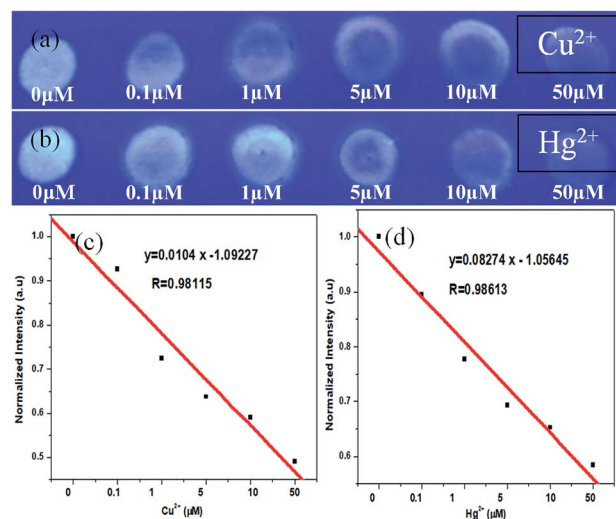 (a)
Cu²⁺
0μM 0.1μM 1μM 5μM 10μM 50μM
(b)
Hg²⁺
0μM 0.1μM 1μM 5μM 10μM 50μM
(c)
y=0.0104 x -1.09227
R=0.98115
Normalized Intensity (a.u)
1.0
0.9
0.8
0.7
0.6
0.5
0 0.1 1 5 10 50
Cu²⁺ (μM)
(d)
y=0.08274 x - 1.05645
R=0.98613
Normalized Intensity (a.u)
1.0
0.9
0.8
0.7
0.6
0 0.1 1 5 10 50
Hg²⁺ (μM)